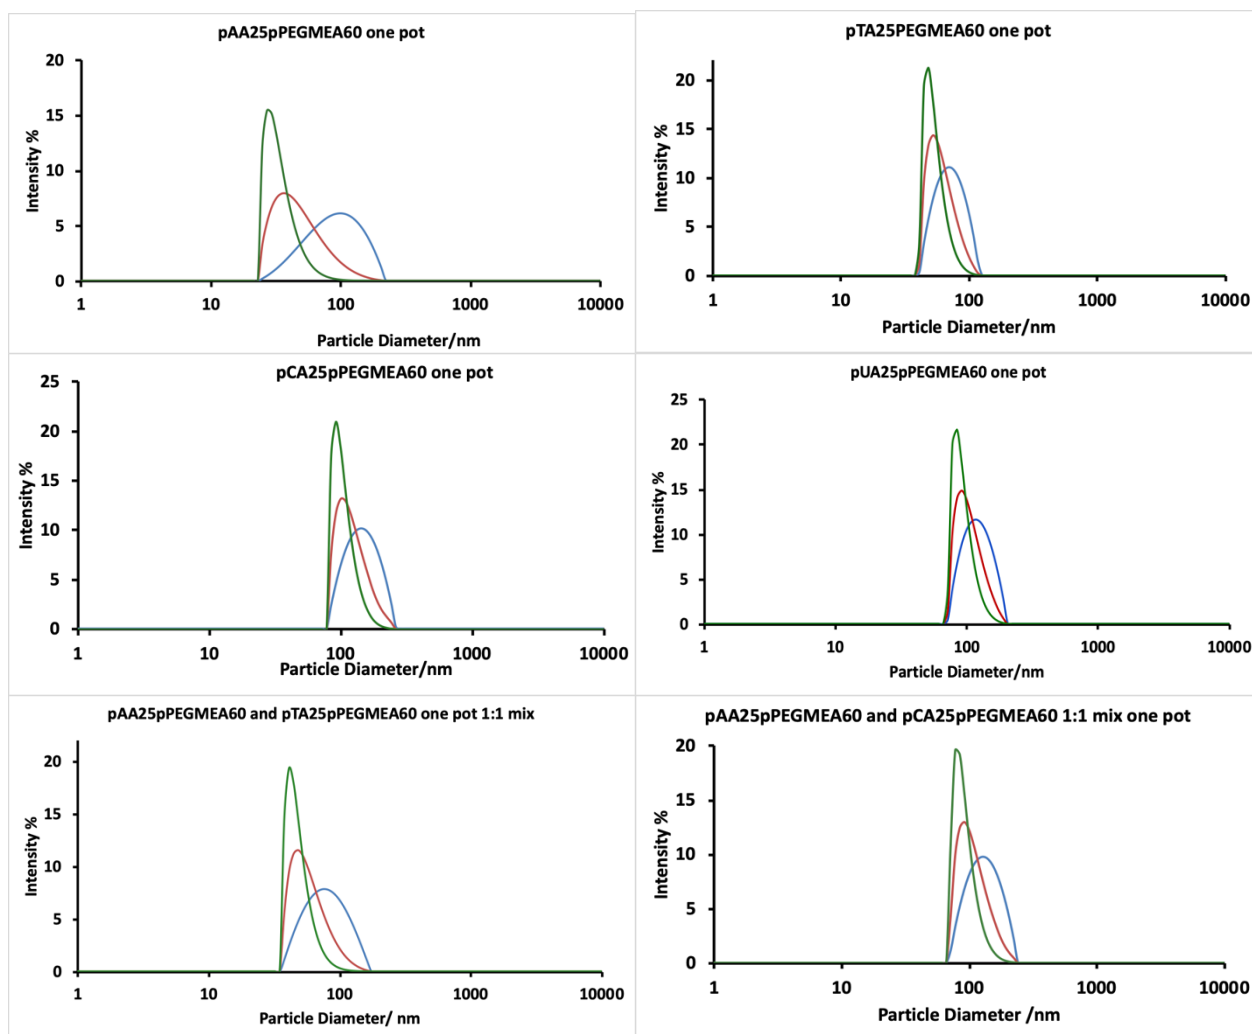 pAA25pPEGMEA60 one pot
20
15
10
5
0
Intensity %
1 10 100 1000 10000
Particle Diameter/nm
pTA25PEGMEA60 one pot
20
15
10
5
0
Intensity %
1 10 100 1000 10000
Particle Diameter/nm
pCA25pPEGMEA60 one pot
25
20
15
10
5
0
Intensity %
1 10 100 1000 10000
Particle Diameter/nm
pUA25pPEGMEA60 one pot
25
20
15
10
5
0
Intensity %
1 10 100 1000 10000
Particle Diameter/nm
pAA25pPEGMEA60 and pTA25pPEGMEA60 one pot 1:1 mix
20
15
10
5
0
Intensity %
1 10 100 1000 10000
Particle Diameter/ nm
pAA25pPEGMEA60 and pCA25pPEGMEA60 1:1 mix one pot
20
15
10
5
0
Intensity %
1 10 100 1000 10000
Particle Diameter /nm